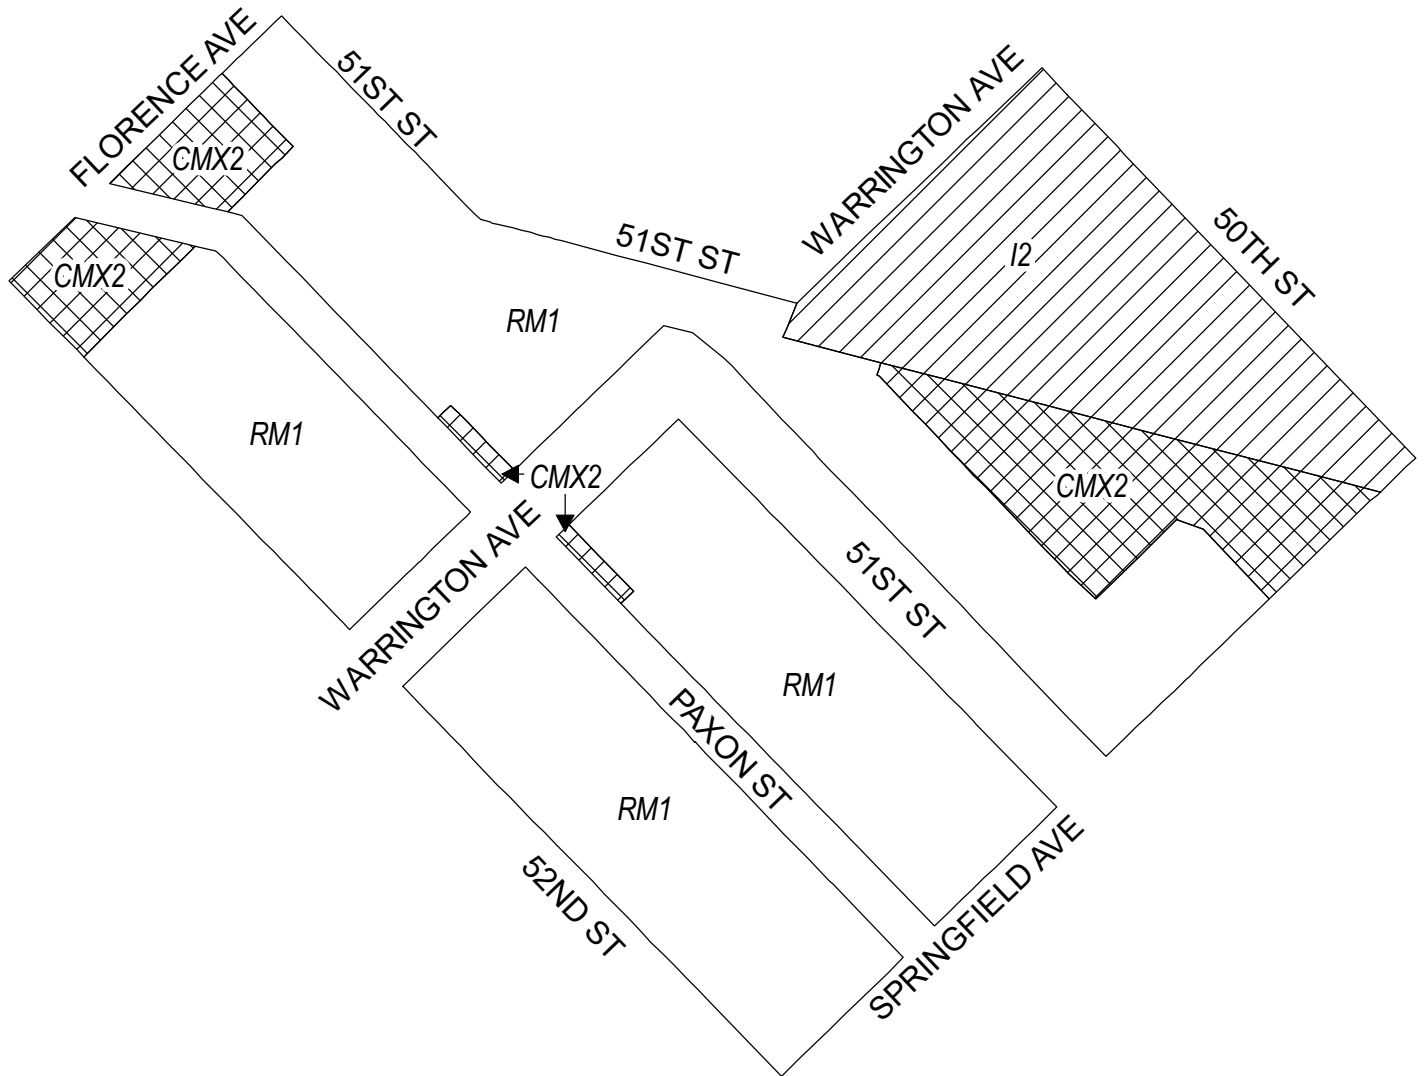 FLORENCE AVE
51ST ST
WARRINGTON AVE
CMX2
50TH ST
51ST ST
I2
CMX2
RM1
RM1
CMX2
CMX2
WARRINGTON AVE
51ST ST
RM1
PAXON ST
RM1
52ND ST
SPRINGFIELD AVE